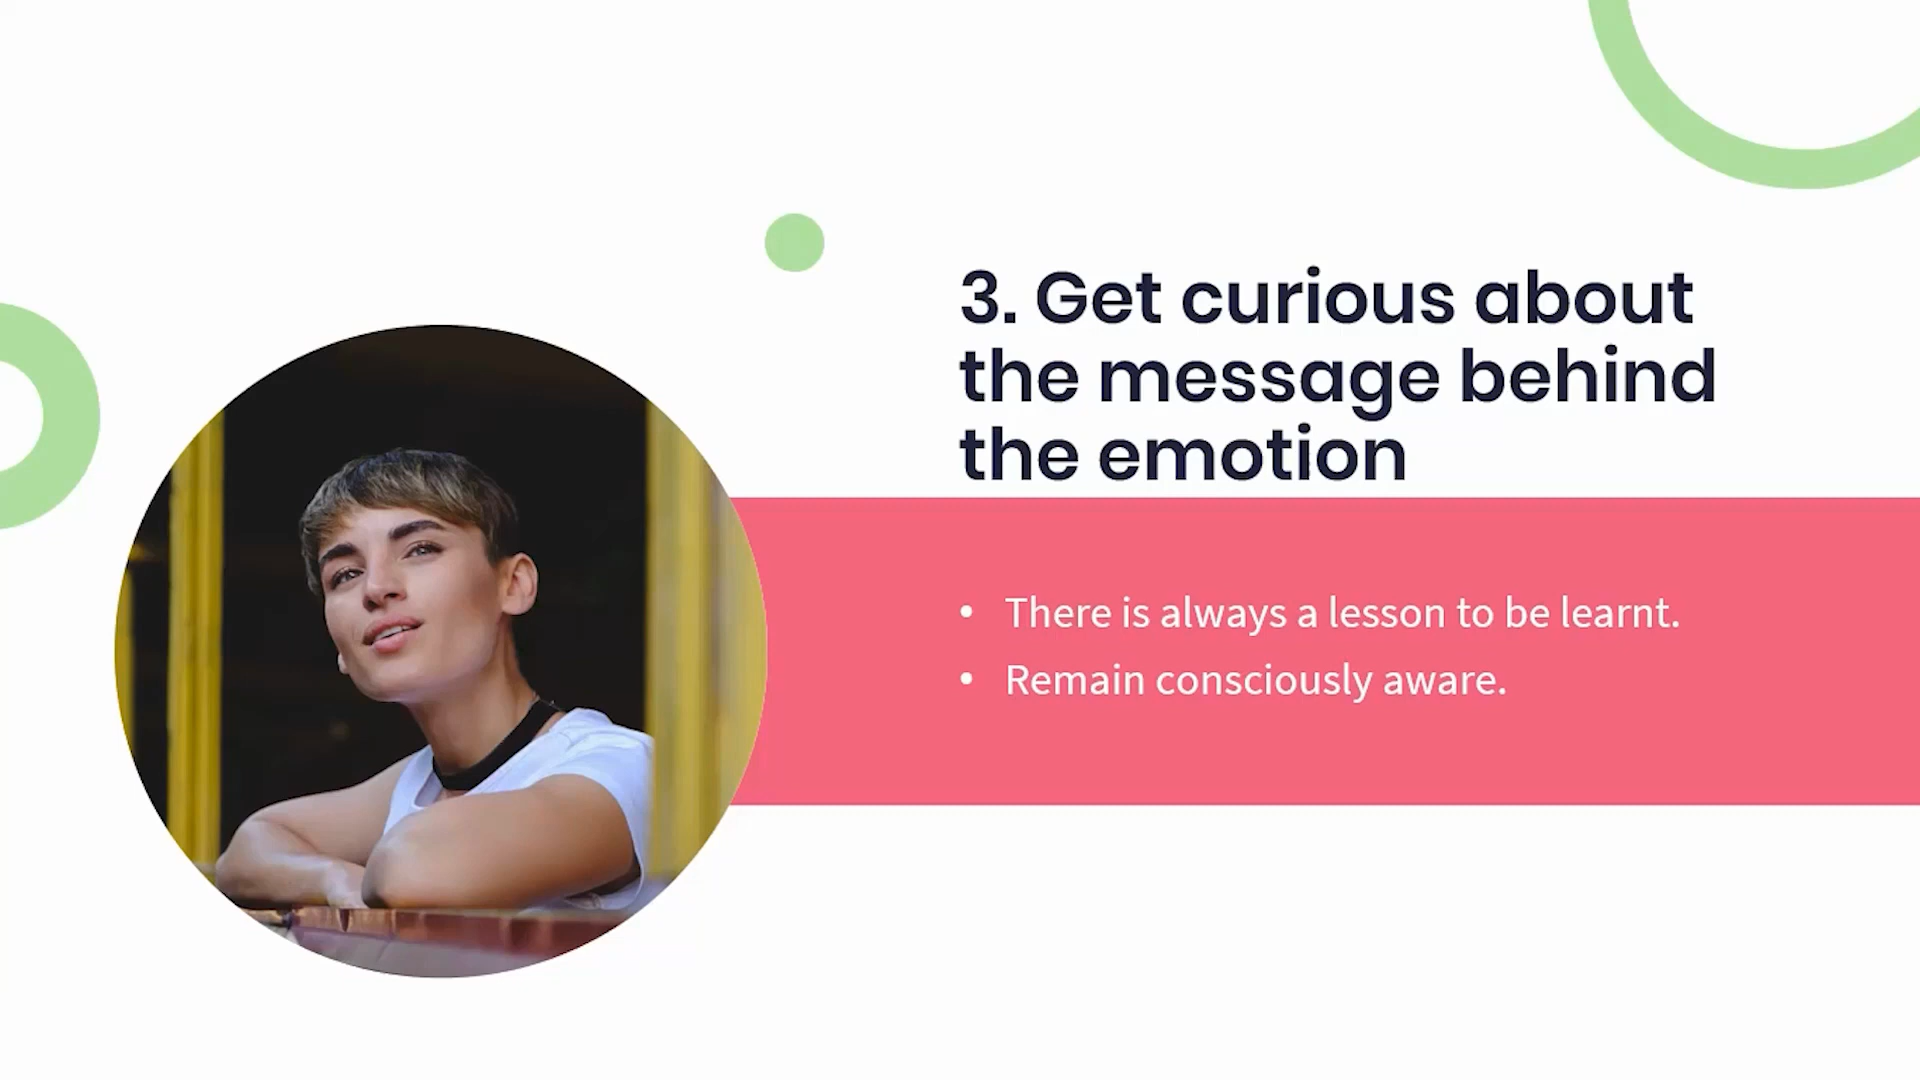 3. Get curious about
the message behind
the emotion
• There is always a lesson to be learnt.
• Remain consciously aware.